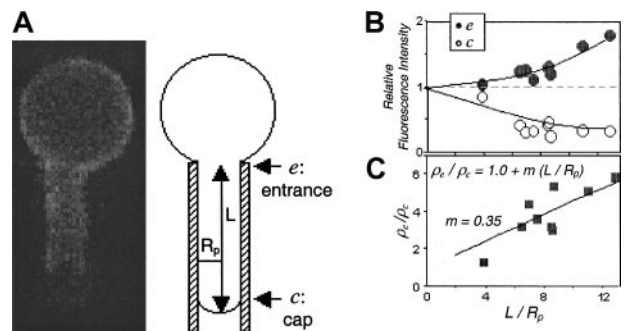 A
e:
entrance
L
Rp
c:
cap
B
Relative
Fluorescence Intensity
2
1
0
e
c
C
ρe / ρc = 1.0 + m (L / Rp)
m = 0.35
ρe/ρc
6
4
2
0
0
4
8
12
L / Rp